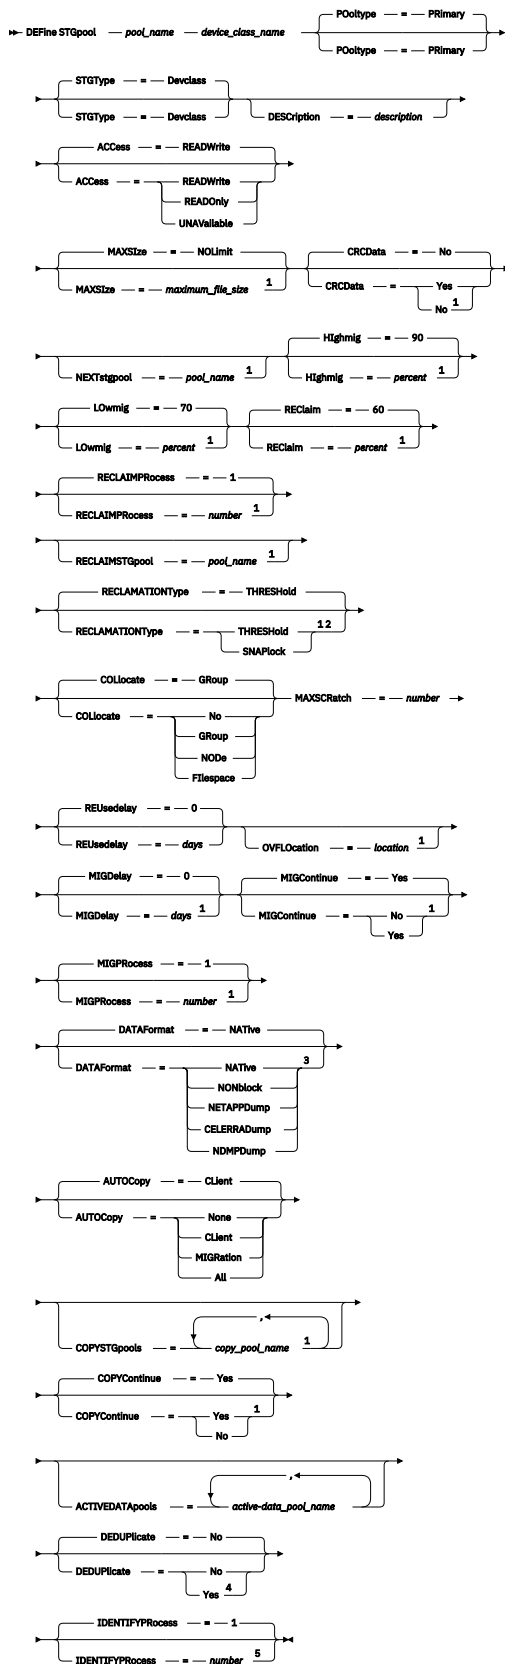 POoltype — = — PRimary
DEFine STGpool — pool_name — device_class_name
POoltype — = — PRimary
STGType — = — Devclass
STGType — = — Devclass
DESCription — = — description
ACCess — = — READWrite
ACCess — = — READWrite
READOnly
UNAVailable
MAXSIze — = — NOLimit
MAXSIze — = — maximum_file_size 1
CRCData — = — No
CRCData — = — Yes
No 1
NEXTstgpool — = — pool_name 1
HIghmig — = — 90
HIghmig — = — percent 1
LOwmig — = — 70
LOwmig — = — percent 1
REClaim — = — 60
REClaim — = — percent 1
RECLAIMPRocess — = — 1
RECLAIMPRocess — = — number 1
RECLAIMSTGpool — = — pool_name 1
RECLAMATIONType — = — THRESHold
RECLAMATIONType — = — THRESHold 1 2
SNAPlock
COLlocate — = — GRoup
COLlocate — = — No
GRoup
NODe
FIlespace
MAXSCRatch — = — number
REUsedelay — = — 0
REUsedelay — = — days
OVFLOcation — = — location 1
MIGDelay — = — 0
MIGDelay — = — days 1
MIGContinue — = — Yes
MIGContinue — = — No 1
Yes
MIGPRocess — = — 1
MIGPRocess — = — number 1
DATAFormat — = — NATive
DATAFormat — = — NATive 3
NONblock
NETAPPDump
CELERRADump
NDMPDump
AUTOCopy — = — CLient
AUTOCopy — = — None
CLient
MIGRation
All
,
COPYSTGpools — = — copy_pool_name 1
COPYContinue — = — Yes
COPYContinue — = — Yes 1
No
,
ACTIVEDATApools — = — active-data_pool_name
DEDUPlicate — = — No
DEDUPlicate — = — No
Yes 4
IDENTIFYPRocess — = — 1
IDENTIFYPRocess — = — number 5